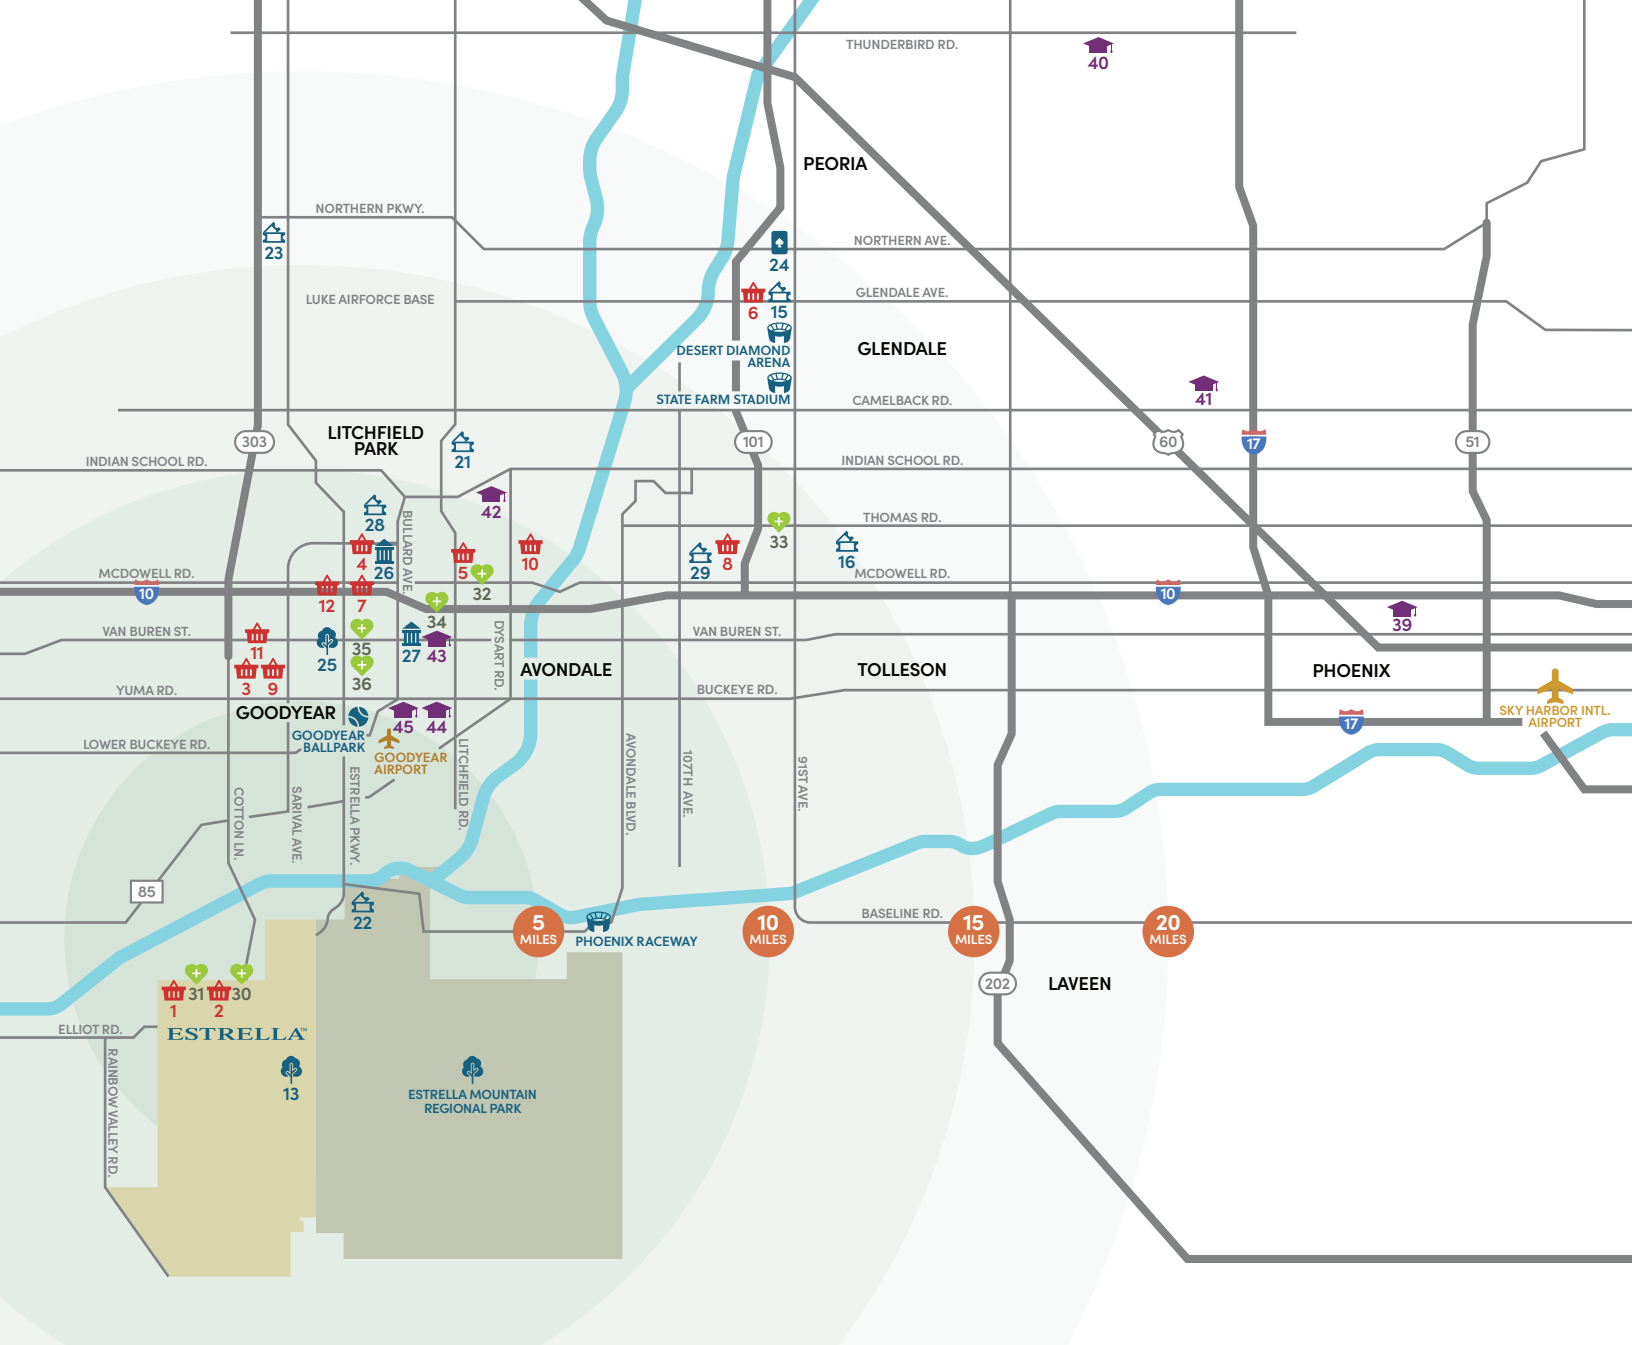 THUNDERBIRD RD.
40
PEORIA
NORTHERN PKWY.
23
NORTHERN AVE.
24
LUKE AIRFORCE BASE
GLENDALE AVE.
6
15
DESERT DIAMOND
ARENA
GLENDALE
STATE FARM STADIUM
CAMELBACK RD.
41
LITCHFIELD
PARK
303
21
101
60
17
51
INDIAN SCHOOL RD.
INDIAN SCHOOL RD.
42
28
BULLARD AVE.
THOMAS RD.
33
4
26
5
10
29
8
16
MCDOWELL RD.
MCDOWELL RD.
32
10
12
7
34
10
39
VAN BUREN ST.
VAN BUREN ST.
11
25
35
27
43
DYSART RD.
3
9
36
AVONDALE
TOLLESON
PHOENIX
YUMA RD.
BUCKEYE RD.
GOODYEAR
45
44
17
SKY HARBOR INTL.
AIRPORT
GOODYEAR
BALLPARK
LOWER BUCKEYE RD.
GOODYEAR
AIRPORT
COTTON LN.
SARIVAL AVE.
ESTRELLA PKWY.
LITCHFIELD RD.
AVONDALE BLVD.
107TH AVE.
91ST AVE.
85
22
5
MILES
PHOENIX RACEWAY
10
MILES
BASELINE RD.
15
MILES
20
MILES
202
LAVEEN
1
31
2
30
ELLIOT RD.
ESTRELLA™
RAINBOW VALLEY RD.
13
ESTRELLA MOUNTAIN
REGIONAL PARK